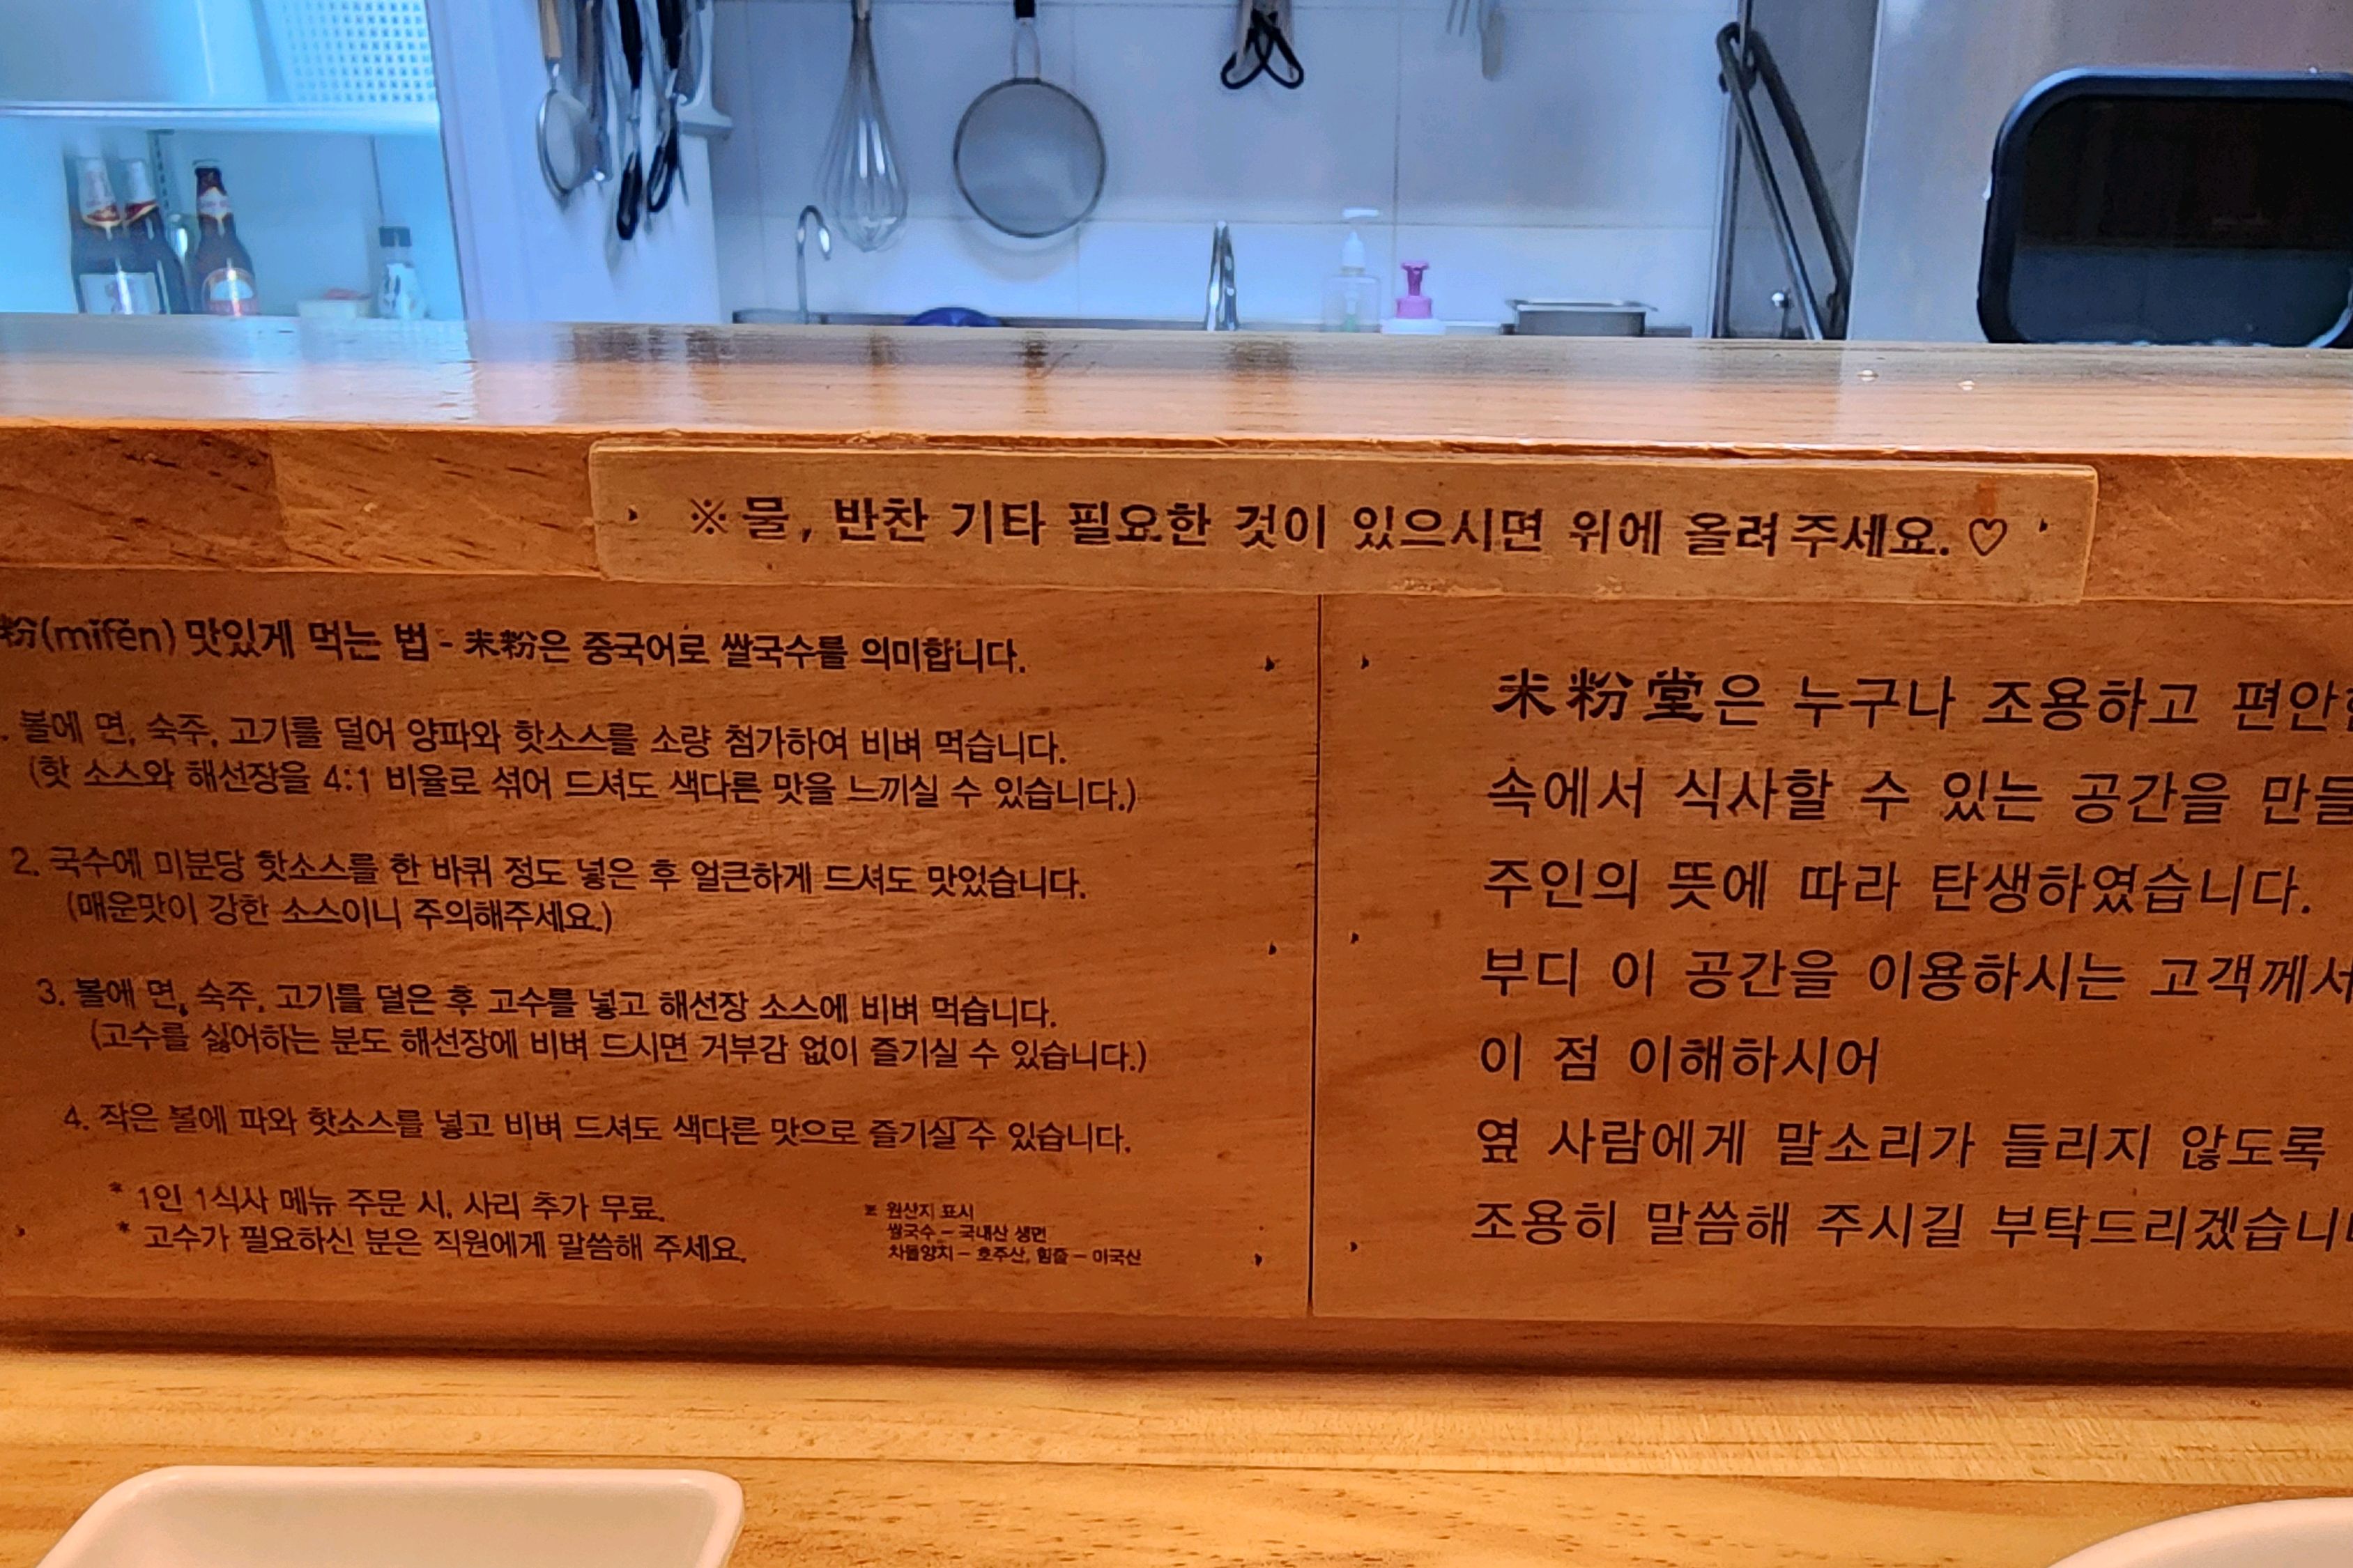 ※물, 반찬 기타 필요한 것이 있으시면 위에 올려주세요.♡
粉(mǐfěn) 맛있게 먹는 법 - 米粉은 중국어로 쌀국수를 의미합니다.
. 볼에 면, 숙주, 고기를 덜어 양파와 핫소스를 소량 첨가하여 비벼 먹습니다.
(핫 소스와 해선장을 4:1 비율로 섞어 드셔도 색다른 맛을 느끼실 수 있습니다.)
2. 국수에 미분당 핫소스를 한 바퀴 정도 넣은 후 얼큰하게 드셔도 맛있습니다.
(매운맛이 강한 소스이니 주의해주세요.)
3. 볼에 면, 숙주, 고기를 덜은 후 고수를 넣고 해선장 소스에 비벼 먹습니다.
(고수를 싫어하는 분도 해선장에 비벼 드시면 거부감 없이 즐기실 수 있습니다.)
4. 작은 볼에 파와 핫소스를 넣고 비벼 드셔도 색다른 맛으로 즐기실 수 있습니다.
* 1인 1식사 메뉴 주문 시, 사리 추가 무료.
* 고수가 필요하신 분은 직원에게 말씀해 주세요.
※ 원산지 표시
쌀국수 – 국내산 생면
차돌양지 – 호주산, 힘줄 – 미국산
米粉堂은 누구나 조용하고 편안한
속에서 식사할 수 있는 공간을 만들
주인의 뜻에 따라 탄생하였습니다.
부디 이 공간을 이용하시는 고객께서
이 점 이해하시어
옆 사람에게 말소리가 들리지 않도록
조용히 말씀해 주시길 부탁드리겠습니